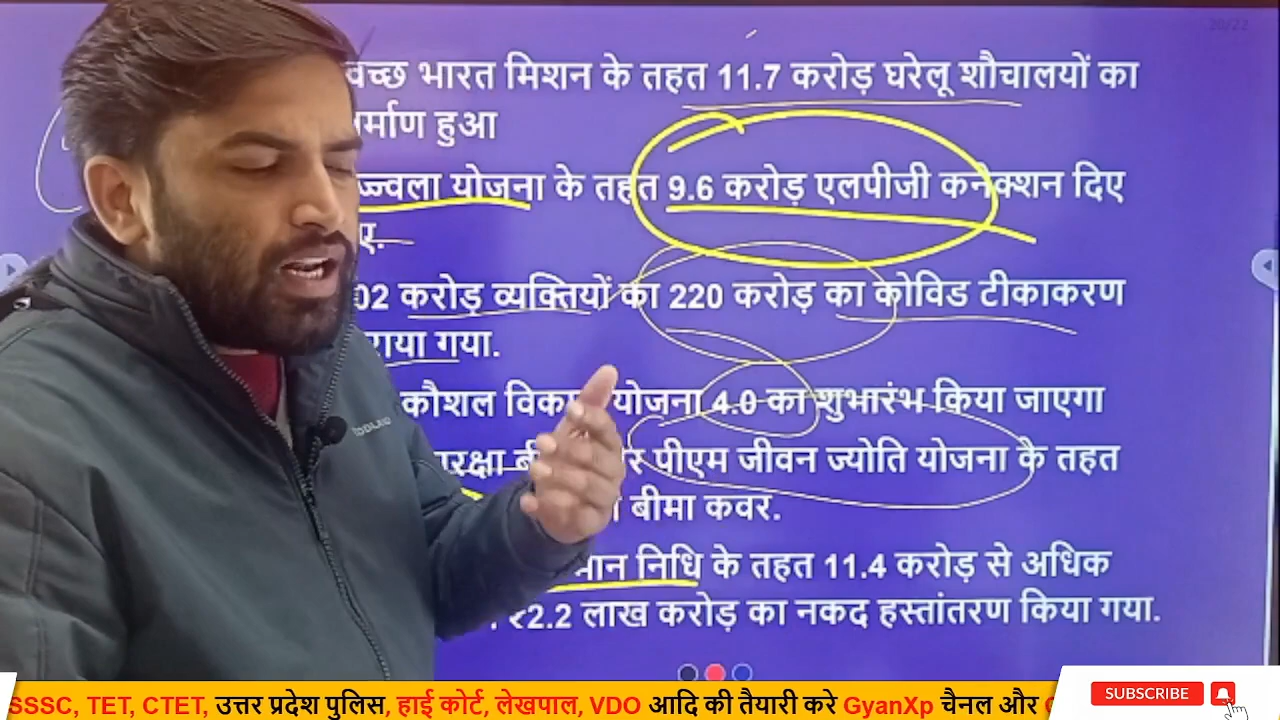 20/22
वच्छ भारत मिशन के तहत 11.7 करोड़ घरेलू शौचालयों का
र्माण हुआ
ज्ज्वला योजना के तहत 9.6 करोड़ एलपीजी कनेक्शन दिए
ए.
02 करोड़ व्यक्तियों का 220 करोड़ का कोविड टीकाकरण
राया गया.
कौशल विका योजना 4.0 का शुभारंभ किया जाएगा
रक्षा पीएम जीवन ज्योति योजना कै तहत
बीमा कवर.
मान निधि के तहत 11.4 करोड़ से अधिक
₹2.2 लाख करोड़ का नकद हस्तांतरण किया गया.
SSSC, TET, CTET, उत्तर प्रदेश पुलिस, हाई कोर्ट, लेखपाल, VDO आदि की तैयारी करे GyanXp चैनल और
SUBSCRIBE